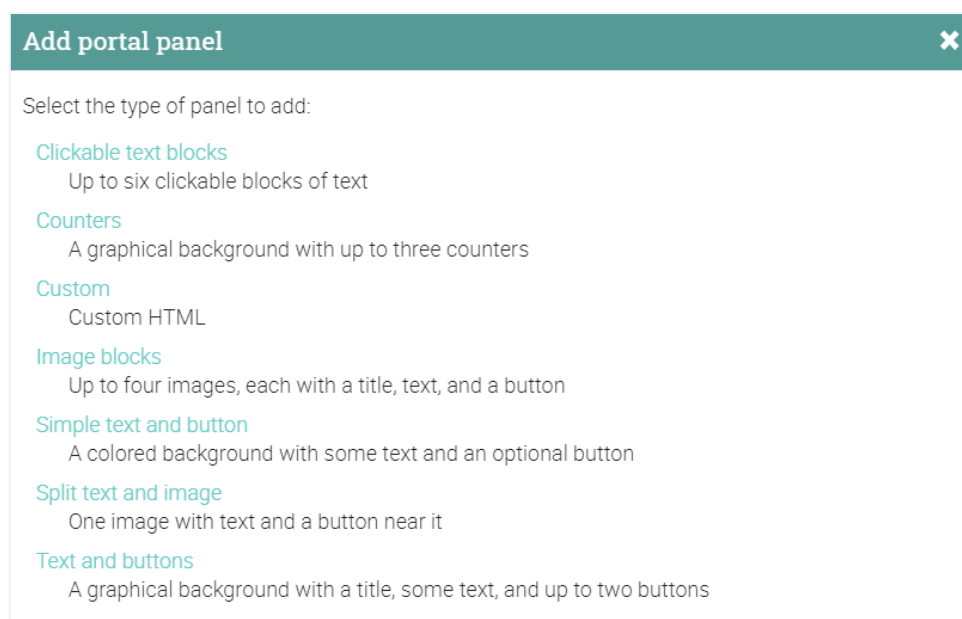 Add portal panel
Select the type of panel to add:
Clickable text blocks
Up to six clickable blocks of text
Counters
A graphical background with up to three counters
Custom
Custom HTML
Image blocks
Up to four images, each with a title, text, and a button
Simple text and button
A colored background with some text and an optional button
Split text and image
One image with text and a button near it
Text and buttons
A graphical background with a title, some text, and up to two buttons